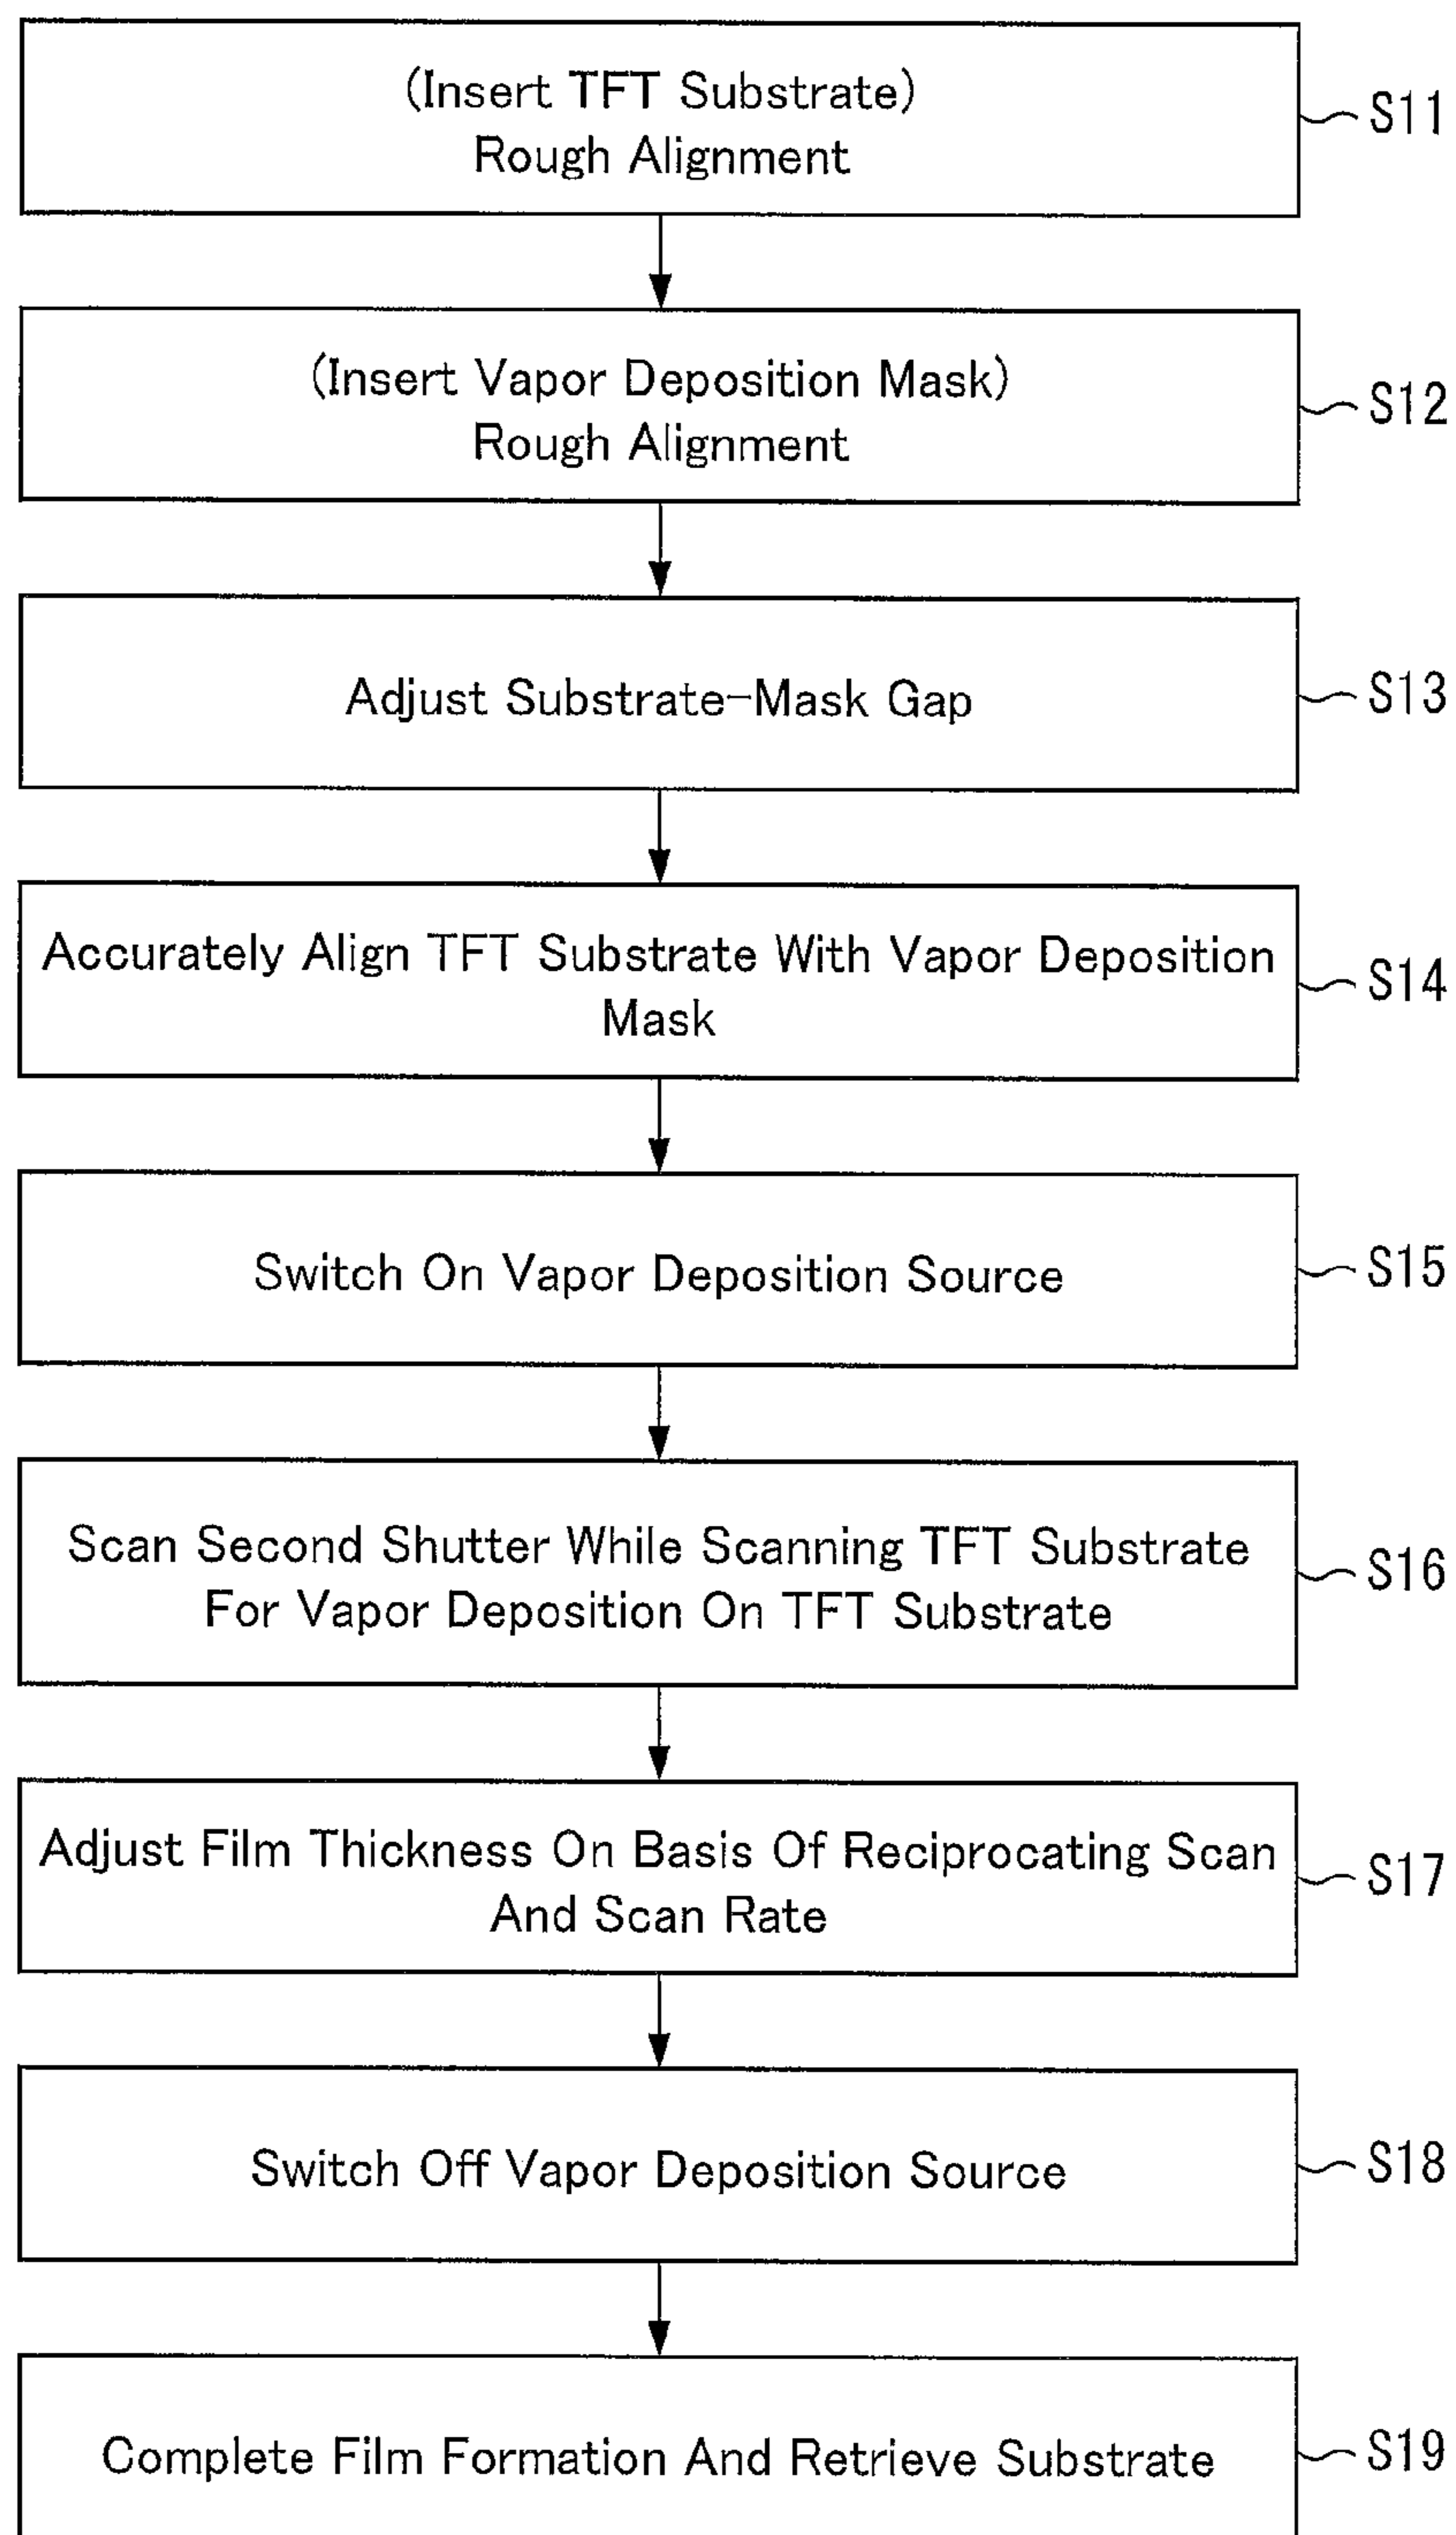 (Insert TFT Substrate)
Rough Alignment
S11
(Insert Vapor Deposition Mask)
Rough Alignment
S12
Adjust Substrate-Mask Gap
S13
Accurately Align TFT Substrate With Vapor Deposition
Mask
S14
Switch On Vapor Deposition Source
S15
Scan Second Shutter While Scanning TFT Substrate
For Vapor Deposition On TFT Substrate
S16
Adjust Film Thickness On Basis Of Reciprocating Scan
And Scan Rate
S17
Switch Off Vapor Deposition Source
S18
Complete Film Formation And Retrieve Substrate
S19